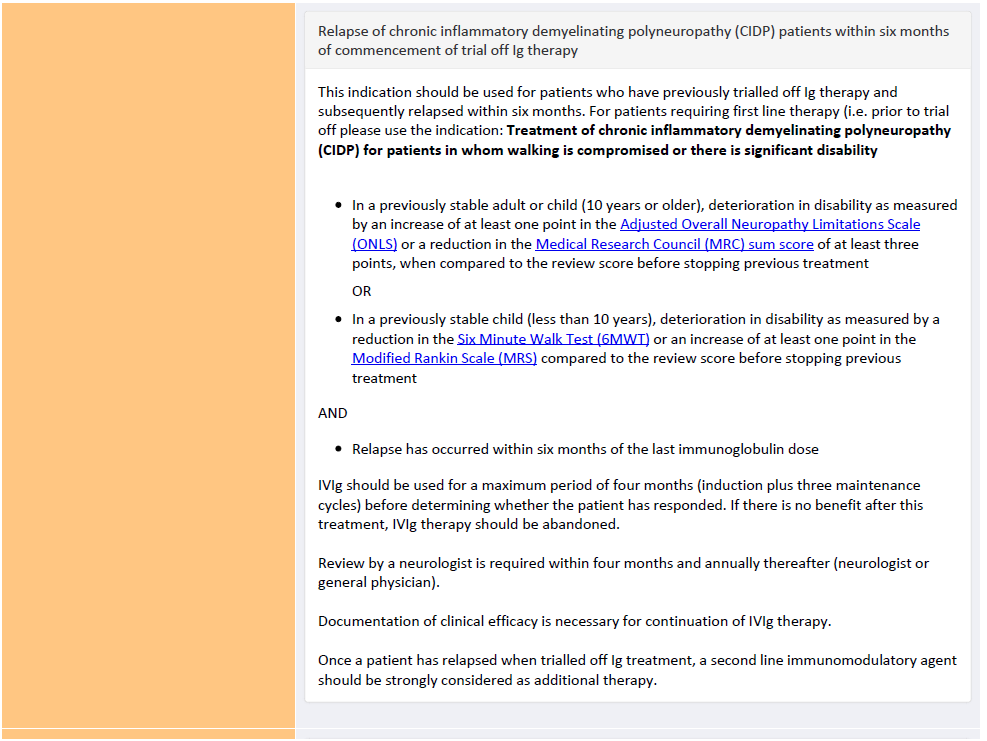 Relapse of chronic inflammatory demyelinating polyneuropathy (CIDP) patients within six months
of commencement of trial off Ig therapy
This indication should be used for patients who have previously trialled off Ig therapy and
subsequently relapsed within six months. For patients requiring first line therapy (i.e. prior to trial
off please use the indication: Treatment of chronic inflammatory demyelinating polyneuropathy
(CIDP) for patients in whom walking is compromised or there is significant disability
• In a previously stable adult or child (10 years or older), deterioration in disability as measured
by an increase of at least one point in the Adjusted Overall Neuropathy Limitations Scale
(ONLS) or a reduction in the Medical Research Council (MRC) sum score of at least three
points, when compared to the review score before stopping previous treatment
OR
• In a previously stable child (less than 10 years), deterioration in disability as measured by a
reduction in the Six Minute Walk Test (6MWT) or an increase of at least one point in the
Modified Rankin Scale (MRS) compared to the review score before stopping previous
treatment
AND
• Relapse has occurred within six months of the last immunoglobulin dose
IVIg should be used for a maximum period of four months (induction plus three maintenance
cycles) before determining whether the patient has responded. If there is no benefit after this
treatment, IVIg therapy should be abandoned.
Review by a neurologist is required within four months and annually thereafter (neurologist or
general physician).
Documentation of clinical efficacy is necessary for continuation of IVIg therapy.
Once a patient has relapsed when trialled off Ig treatment, a second line immunomodulatory agent
should be strongly considered as additional therapy.